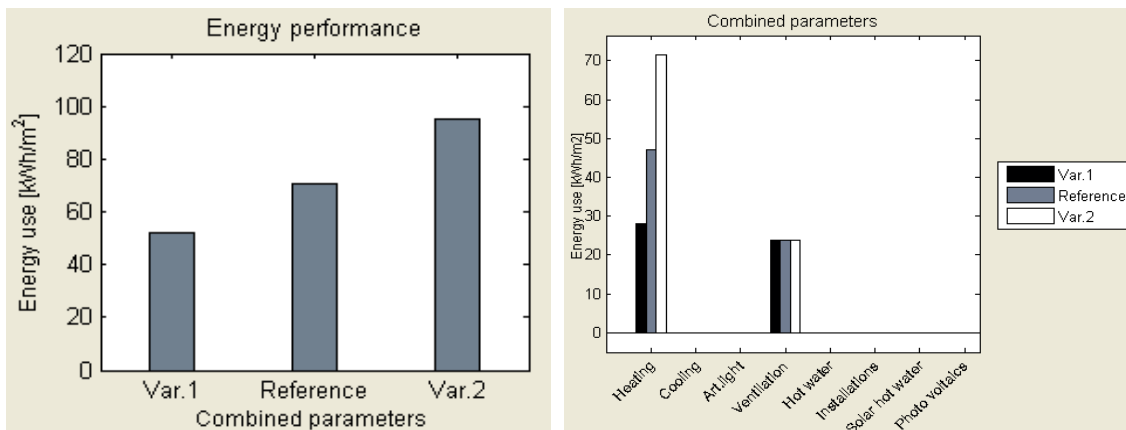 Energy performance
120
100
80
60
40
20
0
Energy use [kWh/m²]
Var.1 Reference Var.2
Combined parameters
Combined parameters
70
60
50
40
30
20
10
0
Energy use [kWh/m2]
Heating
Cooling
Art.light
Ventilation
Hot water
Installations
Solar hot water
Photo voltaics
Var.1
Reference
Var.2